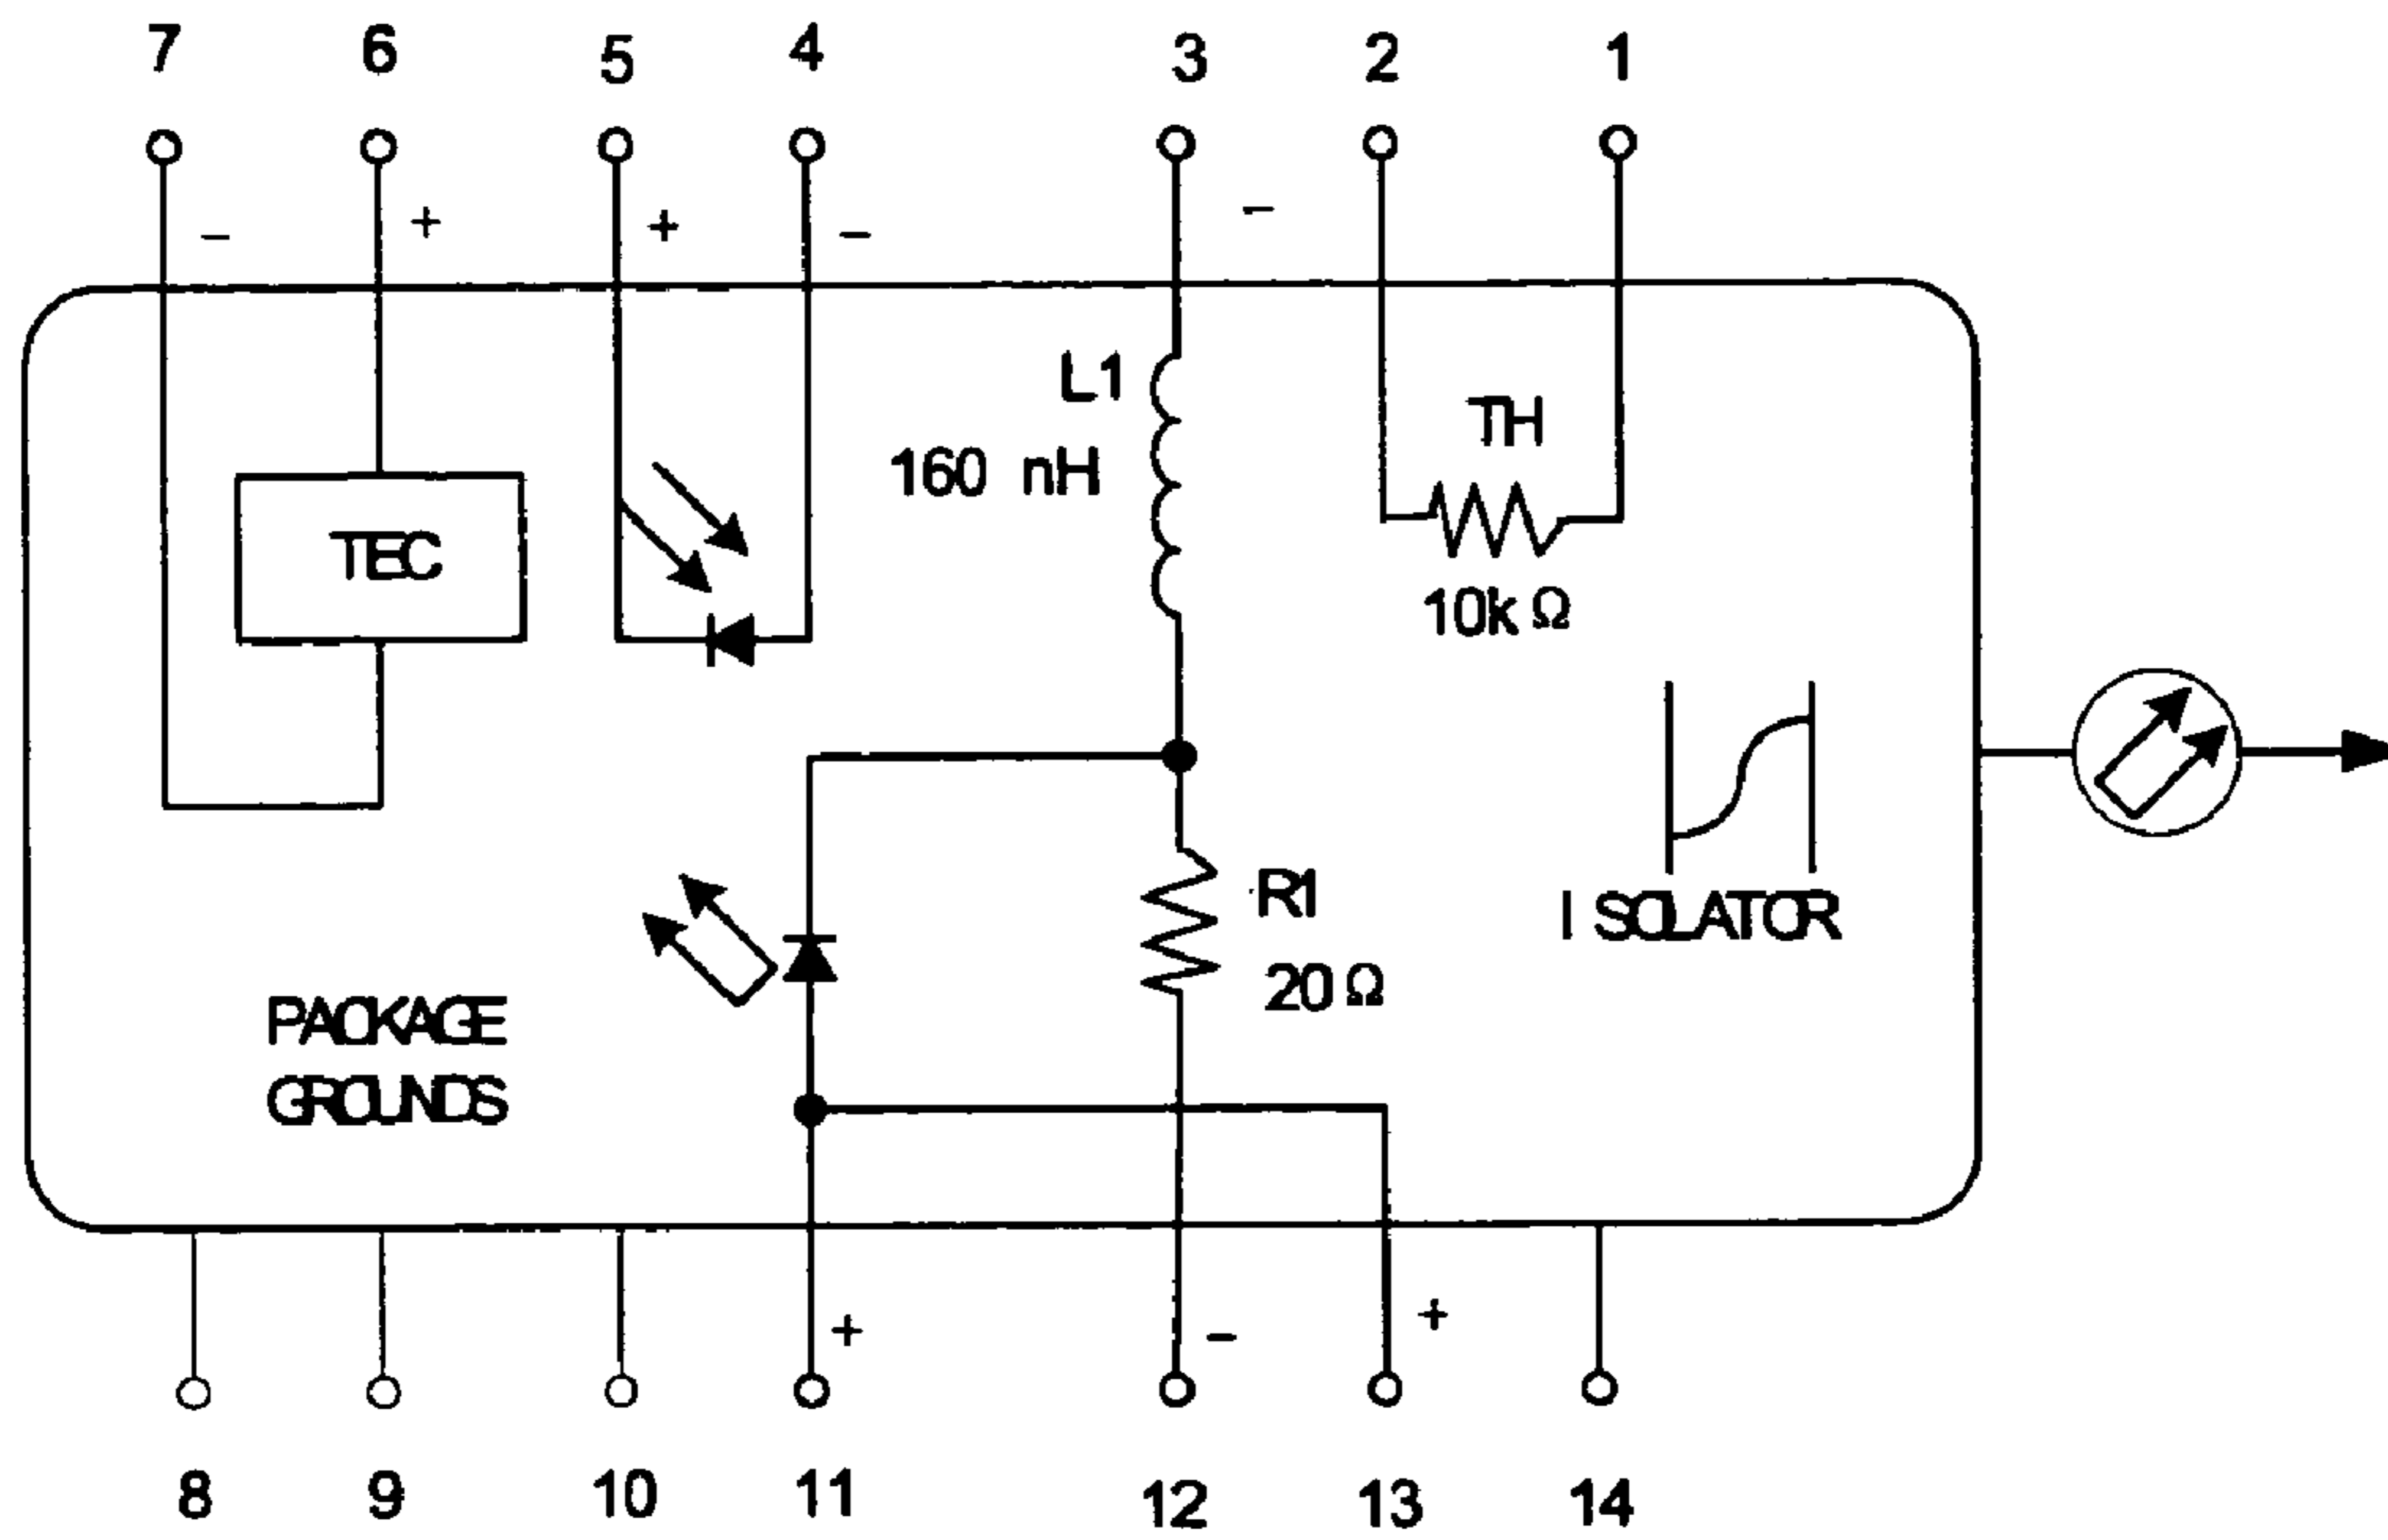 7 6 5 4 3 2 1
− + + − −
L1
160 nH
TH
10k Ω
TEC
R1
20 Ω
I SOLATOR
PACKAGE
GROUNDS
+ − +
8 9 10 11 12 13 14